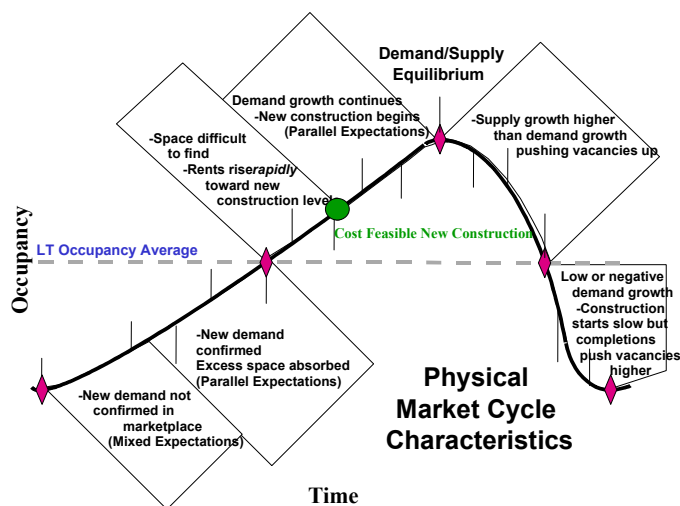 Demand/Supply
Equilibrium
Demand growth continues
-New construction begins
(Parallel Expectations)
-Supply growth higher
than demand growth
pushing vacancies up
-Space difficult
to find
-Rents rise rapidly
toward new
construction level
Cost Feasible New Construction
LT Occupancy Average
Occupancy
Low or negative
demand growth
-Construction
starts slow but
completions
push vacancies
higher
-New demand
confirmed
Excess space absorbed
(Parallel Expectations)
-New demand not
confirmed in
marketplace
(Mixed Expectations)
Physical
Market Cycle
Characteristics
Time